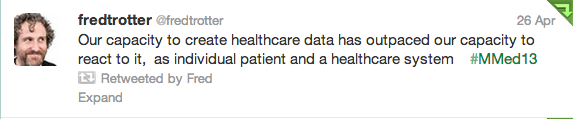 fredtrotter @fredtrotter 26 Apr
Our capacity to create healthcare data has outpaced our capacity to
react to it, as individual patient and a healthcare system #MMed13
Retweeted by Fred
Expand